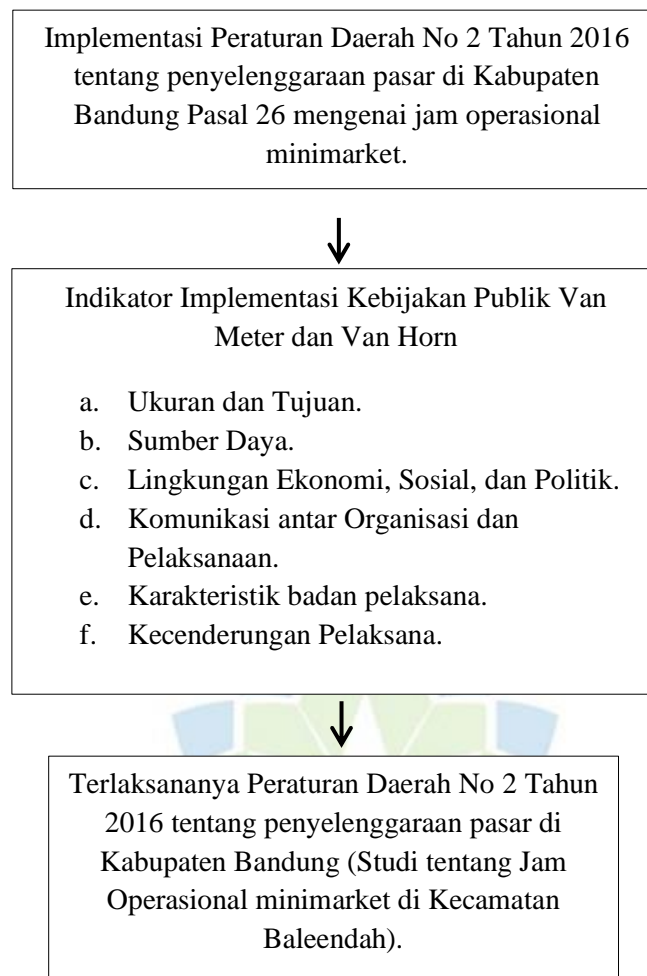 Implementasi Peraturan Daerah No 2 Tahun 2016
tentang penyelenggaraan pasar di Kabupaten
Bandung Pasal 26 mengenai jam operasional
minimarket.
Indikator Implementasi Kebijakan Publik Van
Meter dan Van Horn
a. Ukuran dan Tujuan.
b. Sumber Daya.
c. Lingkungan Ekonomi, Sosial, dan Politik.
d. Komunikasi antar Organisasi dan
Pelaksanaan.
e. Karakteristik badan pelaksana.
f. Kecenderungan Pelaksana.
Terlaksananya Peraturan Daerah No 2 Tahun
2016 tentang penyelenggaraan pasar di
Kabupaten Bandung (Studi tentang Jam
Operasional minimarket di Kecamatan
Baleendah).